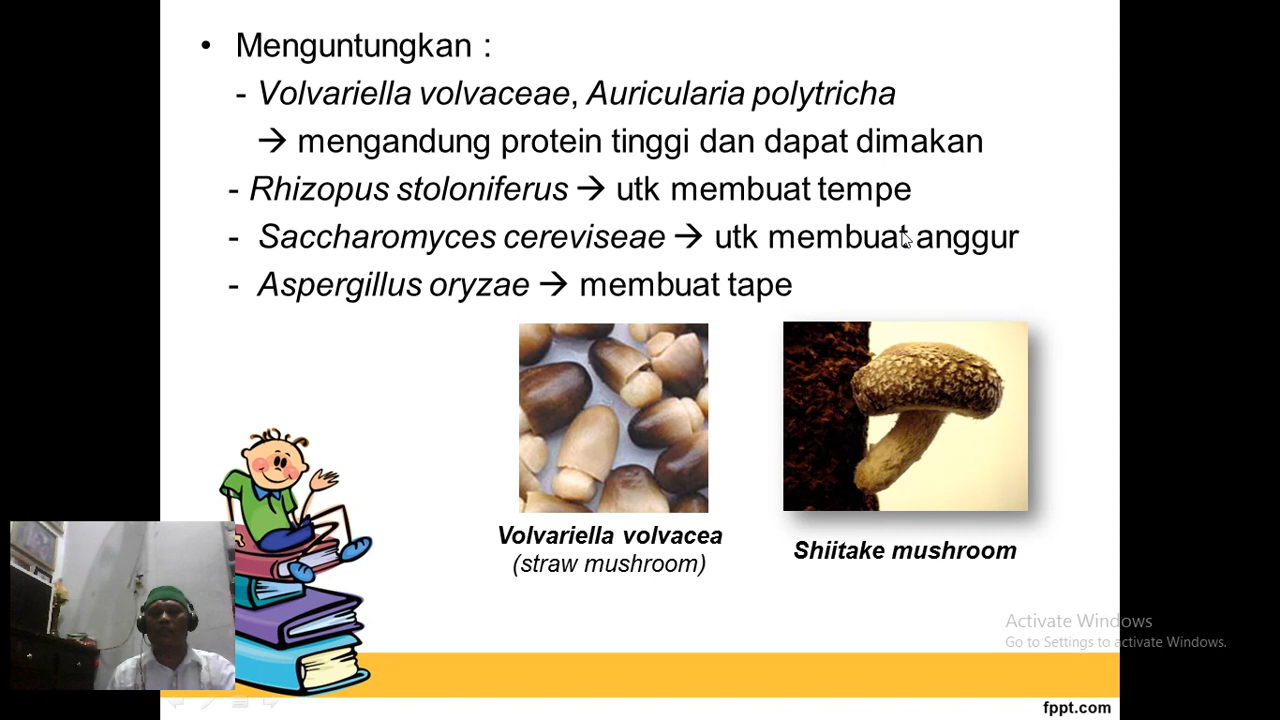 • Menguntungkan :
- Volvariella volvaceae, Auricularia polytricha
→ mengandung protein tinggi dan dapat dimakan
- Rhizopus stoloniferus → utk membuat tempe
- Saccharomyces cereviseae → utk membuat anggur
- Aspergillus oryzae → membuat tape
Volvariella volvacea
(straw mushroom)
Shiitake mushroom
Activate Windows
Go to Settings to activate Windows.
fppt.com